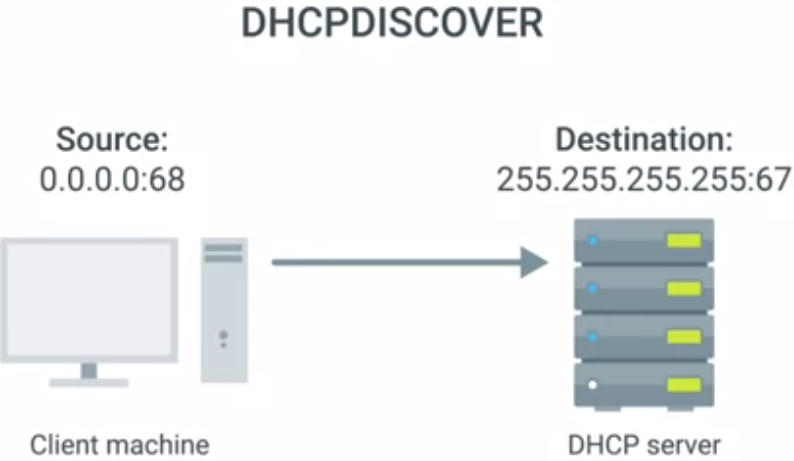 DHCPDISCOVER
Source:
0.0.0.0:68
Destination:
255.255.255.255:67
Client machine
DHCP server